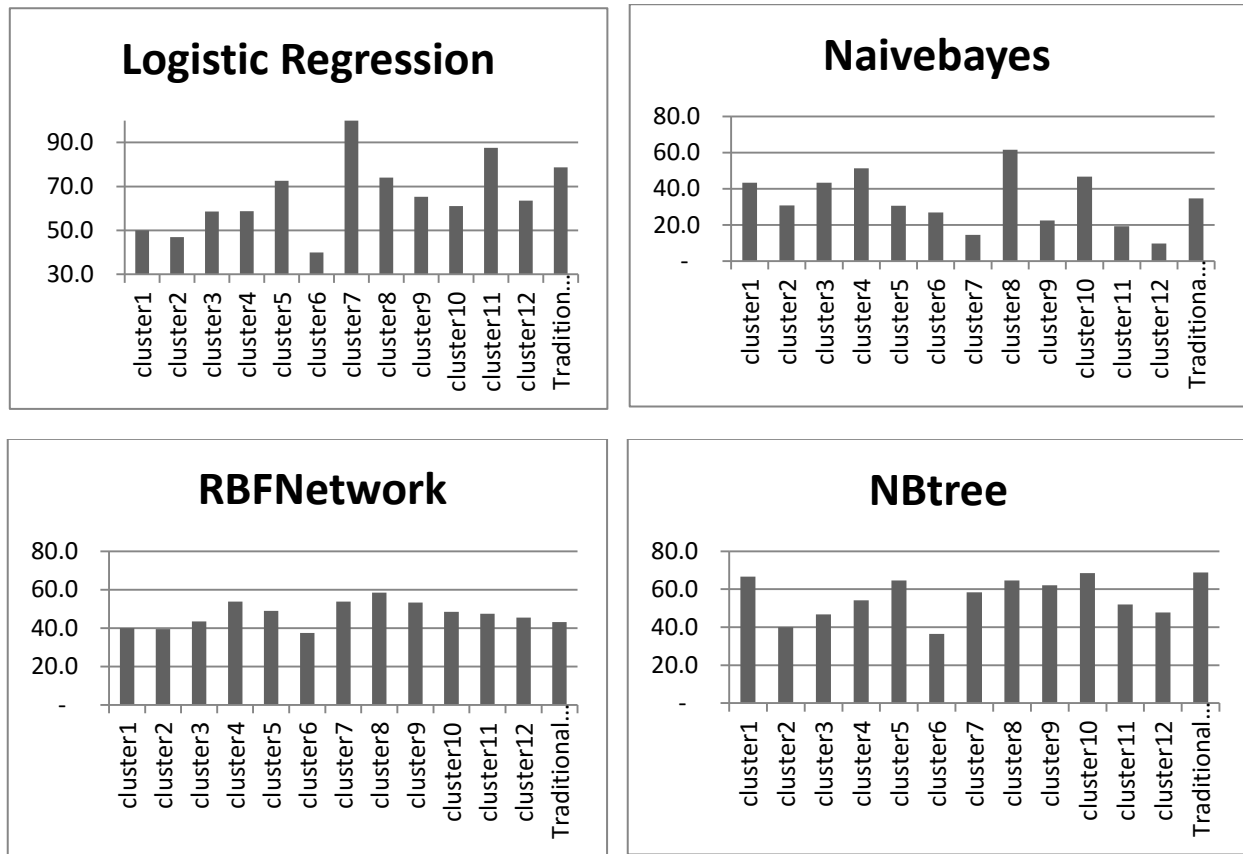 Logistic Regression
90.0
70.0
50.0
30.0
cluster1
cluster2
cluster3
cluster4
cluster5
cluster6
cluster7
cluster8
cluster9
cluster10
cluster11
cluster12
Tradition…
Naivebayes
80.0
60.0
40.0
20.0
-
cluster1
cluster2
cluster3
cluster4
cluster5
cluster6
cluster7
cluster8
cluster9
cluster10
cluster11
cluster12
Traditiona…
RBFNetwork
80.0
60.0
40.0
20.0
-
cluster1
cluster2
cluster3
cluster4
cluster5
cluster6
cluster7
cluster8
cluster9
cluster10
cluster11
cluster12
Traditional…
NBtree
80.0
60.0
40.0
20.0
-
cluster1
cluster2
cluster3
cluster4
cluster5
cluster6
cluster7
cluster8
cluster9
cluster10
cluster11
cluster12
Traditional…